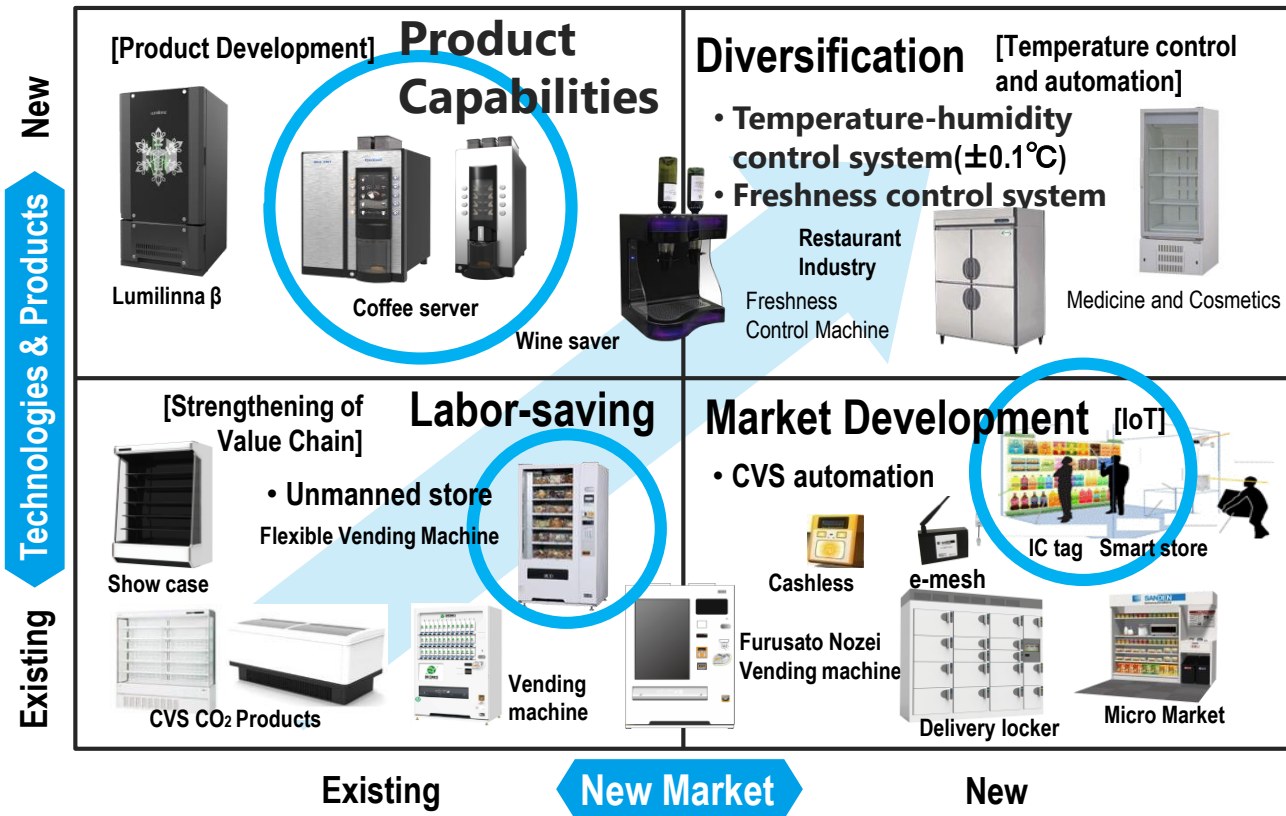 New
Technologies & Products
Existing
[Product Development]
Product
Capabilities
Lumilinna β
Coffee server
Wine saver
Diversification
[Temperature control
and automation]
・Temperature-humidity
control system(±0.1℃)
・Freshness control system
Restaurant
Industry
Freshness
Control Machine
Medicine and Cosmetics
[Strengthening of
Value Chain]
Labor-saving
・Unmanned store
Flexible Vending Machine
Show case
CVS CO₂ Products
Vending
machine
Market Development
[IoT]
・CVS automation
Cashless
e-mesh
IC tag
Smart store
Furusato Nozei
Vending machine
Delivery locker
SANDEN
Micro Market
Existing
New Market
New